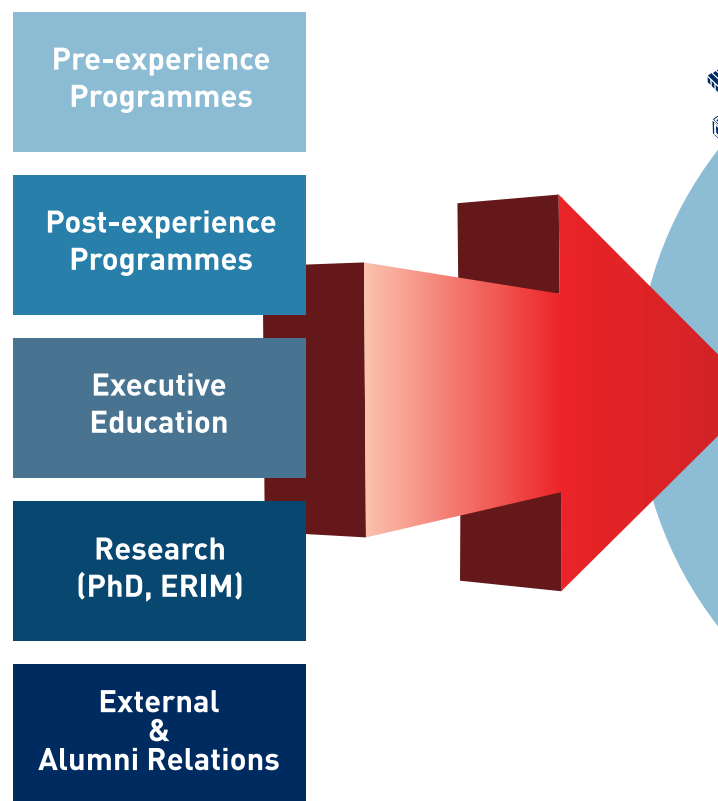 Pre-experience
Programmes
Post-experience
Programmes
Executive
Education
Research
(PhD, ERIM)
External
&
Alumni Relations